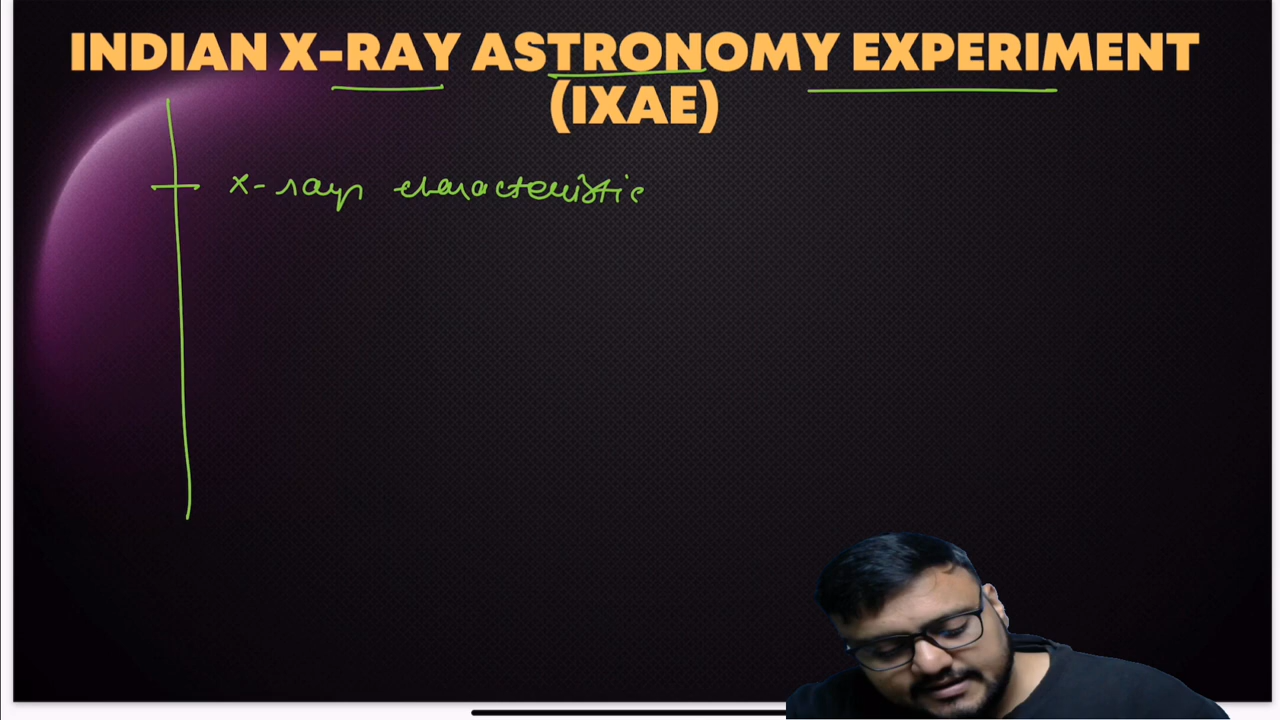 INDIAN X-RAY ASTRONOMY EXPERIMENT
(IXAE)
x-rays characteristic